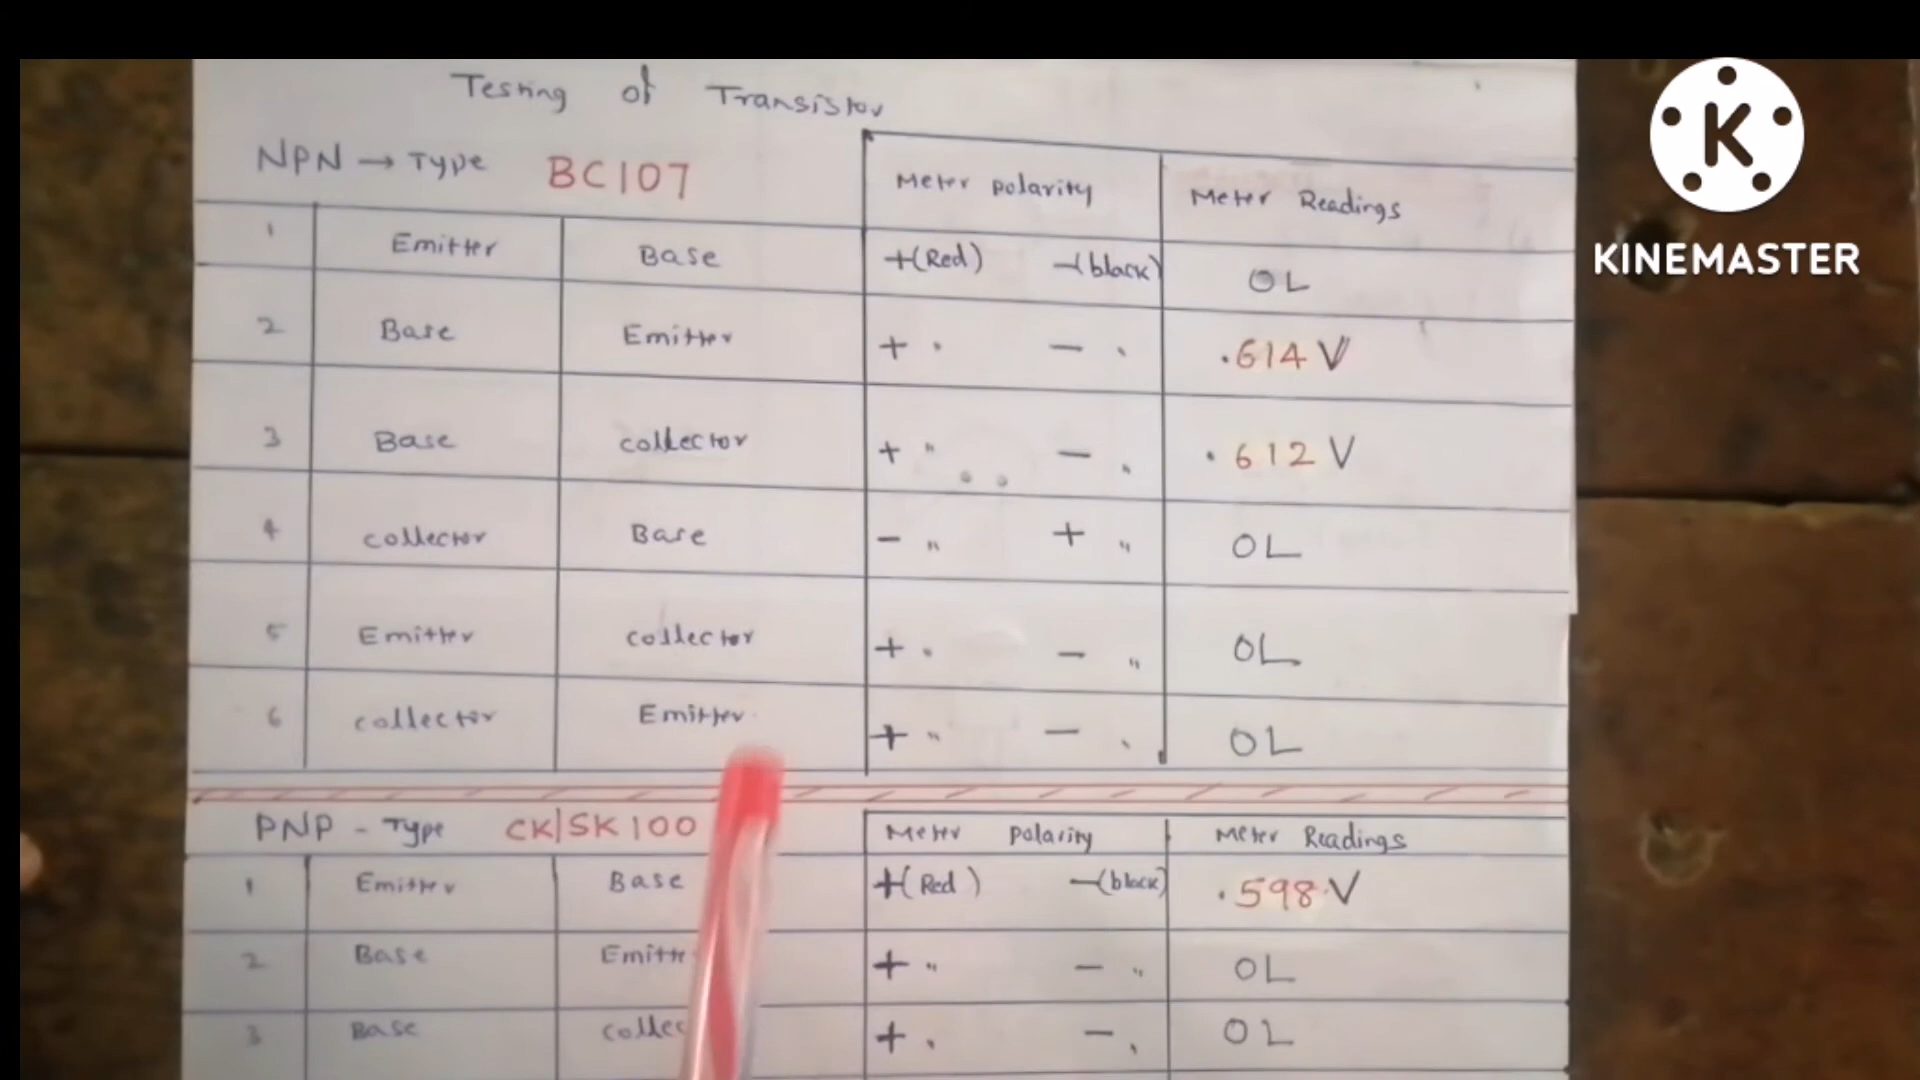 Testing of Transistor
NPN → Type BC107 Meter polarity Meter Readings
1 Emitter Base +(Red) -(black) OL
2 Base Emitter + " - " .614 V
3 Base collector + " - " .612 V
4 collector Base - " + " OL
5 Emitter collector + " - " OL
6 collector Emitter + " - " OL
PNP - Type CK/SK100 Meter polarity Meter Readings
1 Emitter Base +(Red) -(black) .598 V
2 Base Emitte + " - " OL
3 Base collec + " - " OL
K
KINEMASTER